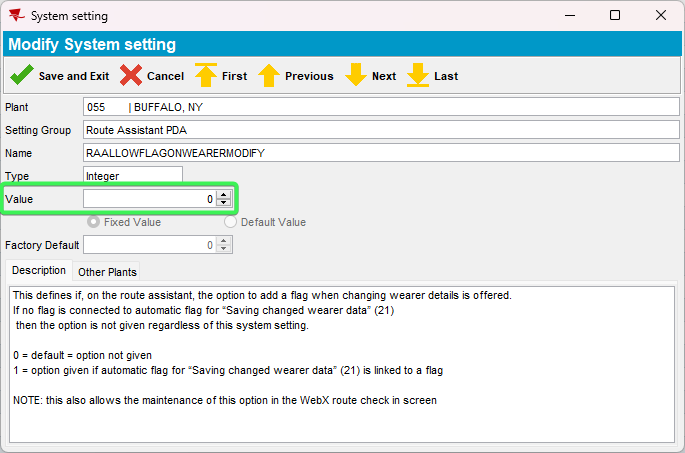 System setting
Modify System setting
Save and Exit Cancel First Previous Next Last
Plant 055 | BUFFALO, NY
Setting Group Route Assistant PDA
Name RAALLOWFLAGONWEARERMODIFY
Type Integer
Value 0
Fixed Value Default Value
Factory Default 0
Description Other Plants
This defines if, on the route assistant, the option to add a flag when changing wearer details is offered.
If no flag is connected to automatic flag for “Saving changed wearer data” (21)
then the option is not given regardless of this system setting.
0 = default = option not given
1 = option given if automatic flag for “Saving changed wearer data” (21) is linked to a flag
NOTE: this also allows the maintenance of this option in the WebX route check in screen